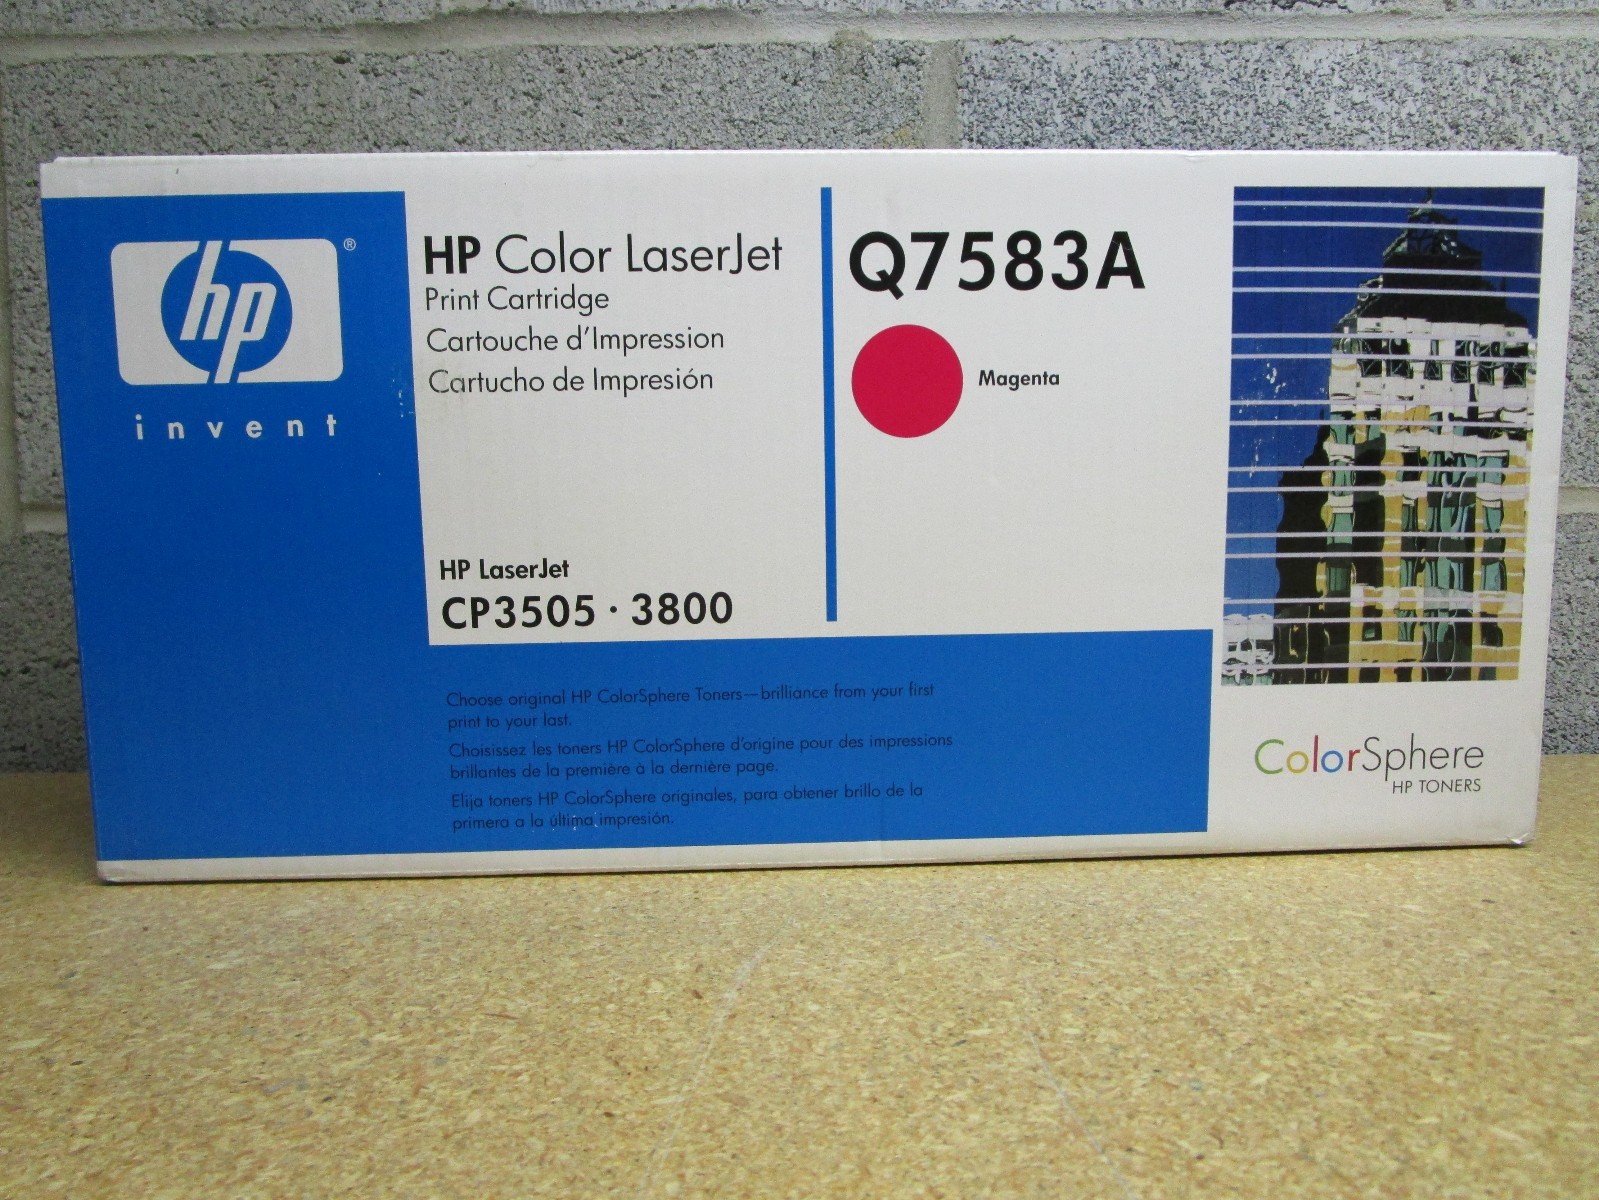 hp ®
invent
HP Color LaserJet
Print Cartridge
Cartouche d'Impression
Cartucho de Impresión
HP LaserJet
CP3505 · 3800
Q7583A
Magenta
Choose original HP ColorSphere Toners—brilliance from your first
print to your last.
Choisissez les toners HP ColorSphere d'origine pour des impressions
brillantes de la première à la dernière page.
Elija toners HP ColorSphere originales, para obtener brillo de la
primera a la última impresión.
ColorSphere
HP TONERS